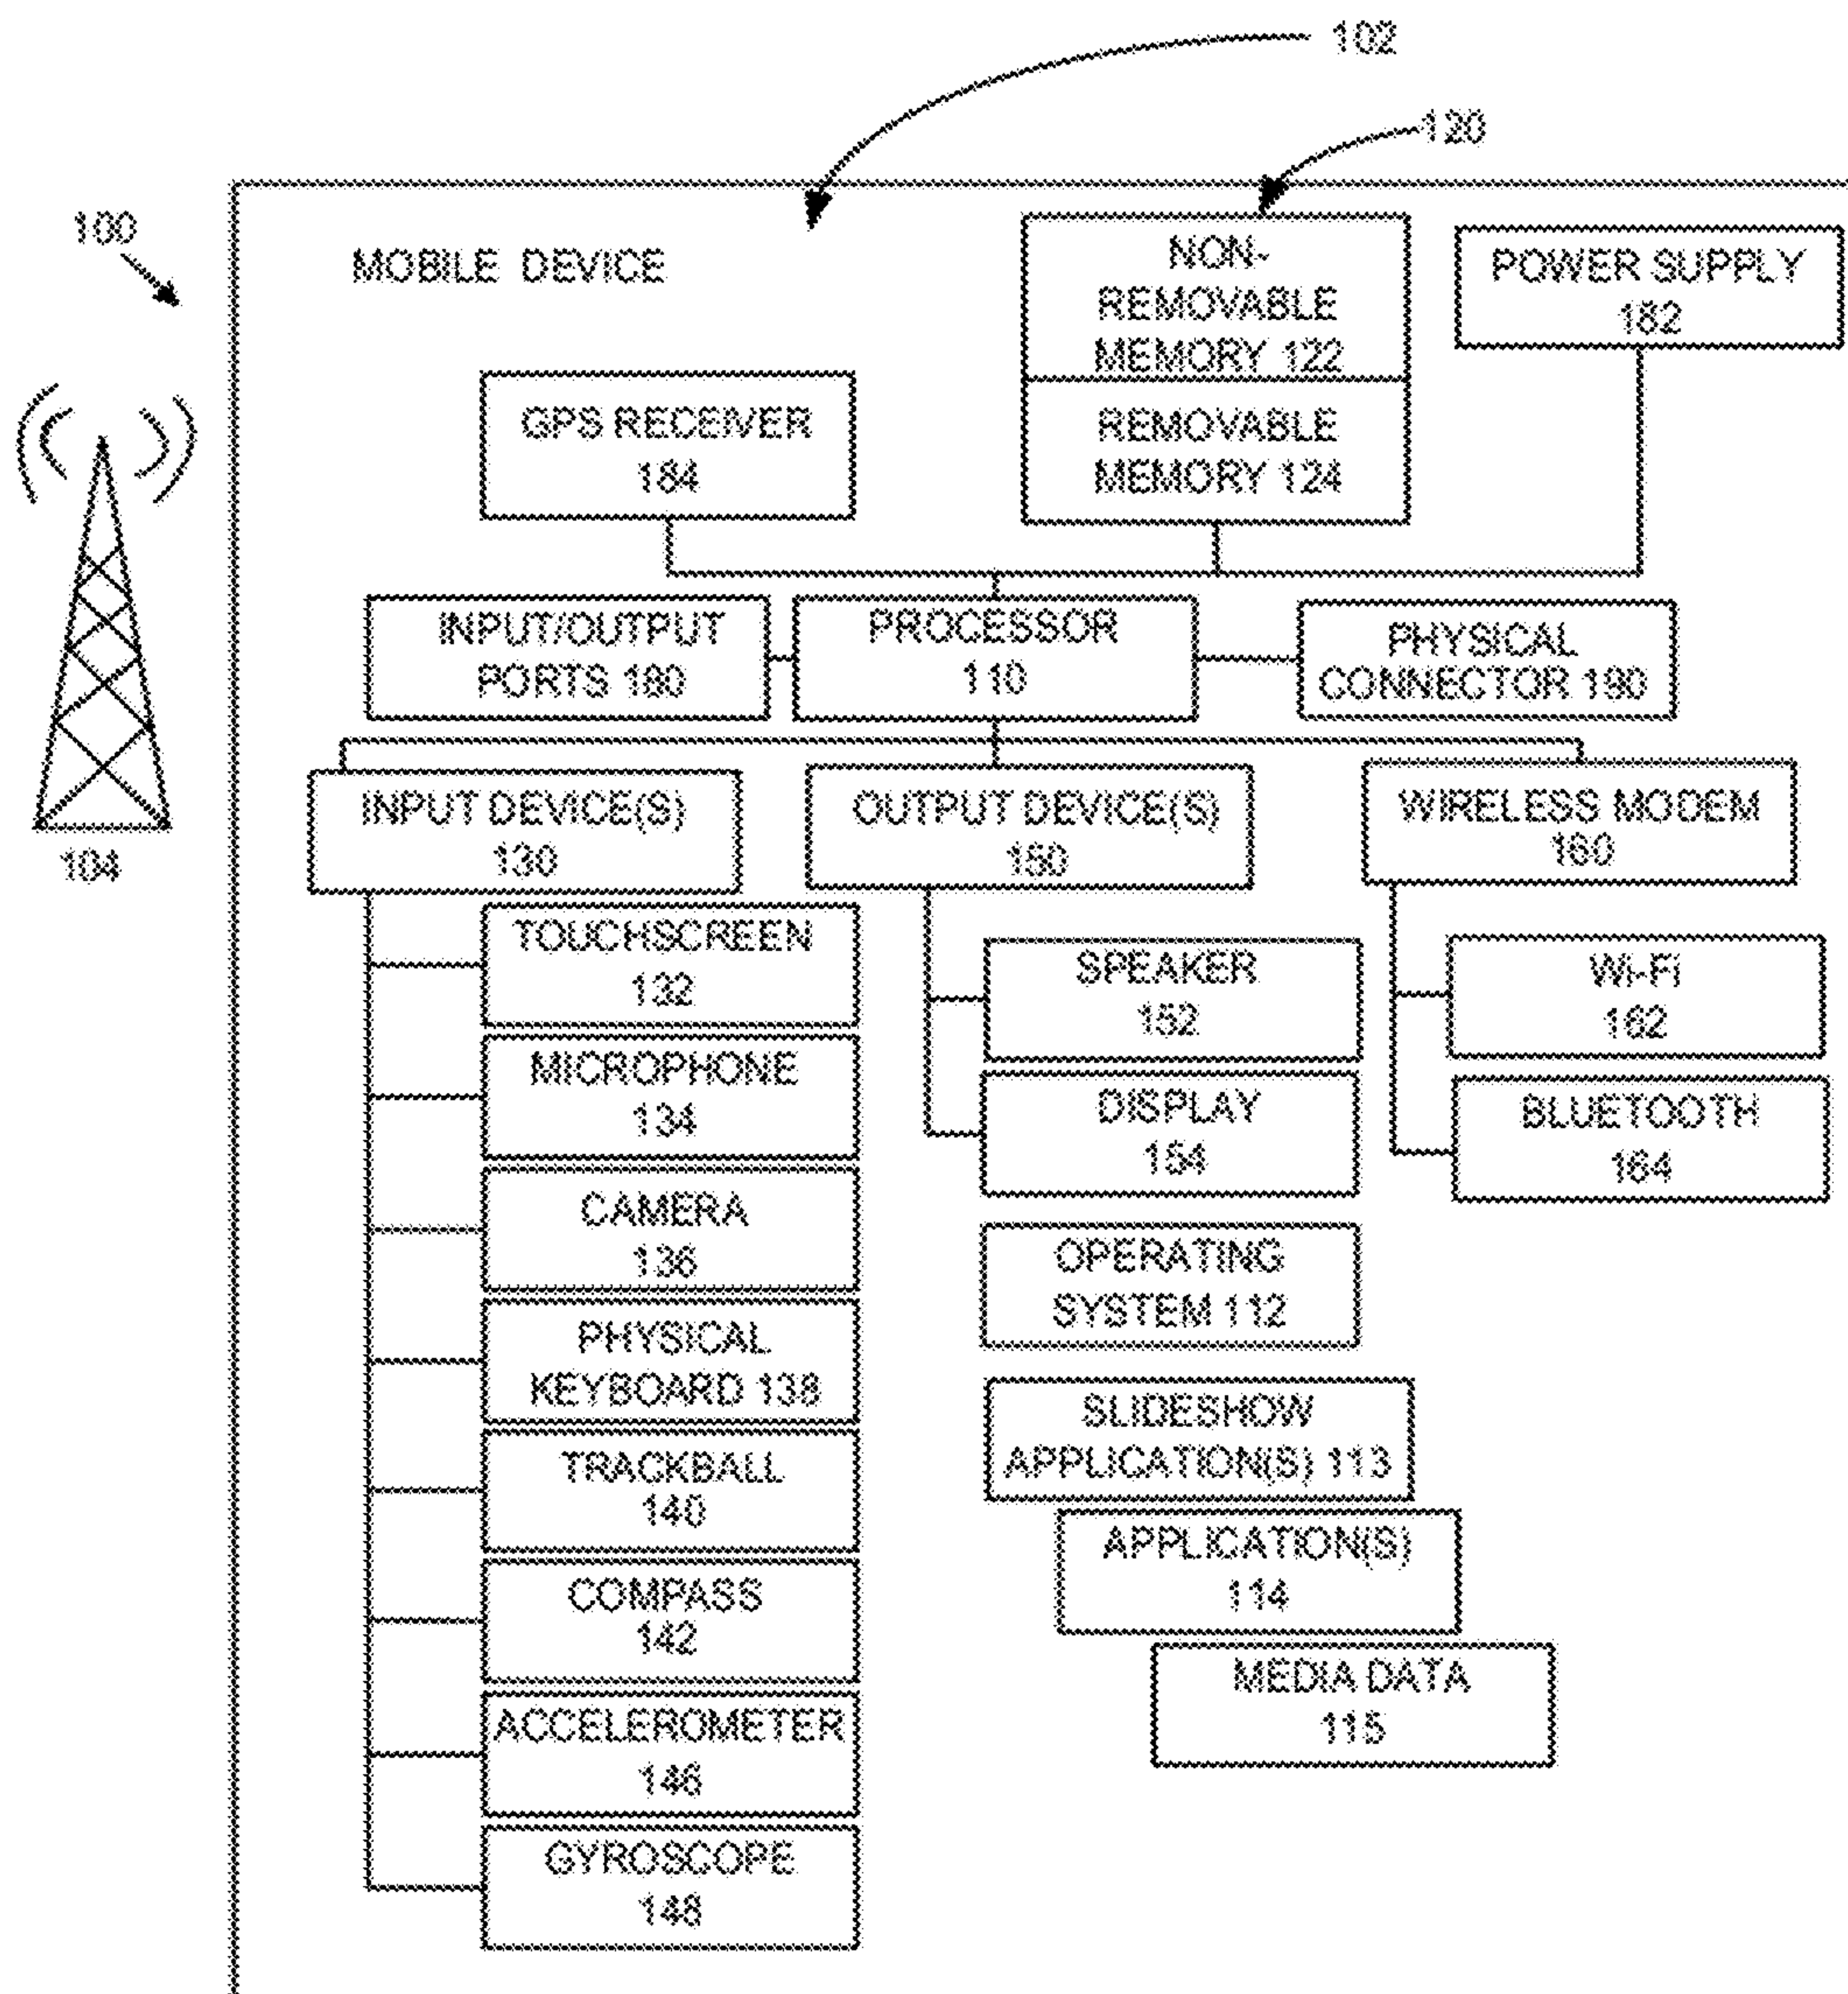 102
120
100
MOBILE DEVICE
NON-
REMOVABLE
MEMORY 122
POWER SUPPLY
182
GPS RECEIVER
184
REMOVABLE
MEMORY 124
INPUT/OUTPUT
PORTS 180
PROCESSOR
110
PHYSICAL
CONNECTOR 190
INPUT DEVICE(S)
130
OUTPUT DEVICE(S)
150
WIRELESS MODEM
160
104
TOUCHSCREEN
132
SPEAKER
152
Wi-Fi
162
MICROPHONE
134
DISPLAY
154
BLUETOOTH
164
CAMERA
136
OPERATING
SYSTEM 112
PHYSICAL
KEYBOARD 138
SLIDESHOW
APPLICATION(S) 113
TRACKBALL
140
APPLICATION(S)
114
COMPASS
142
MEDIA DATA
115
ACCELEROMETER
146
GYROSCOPE
148